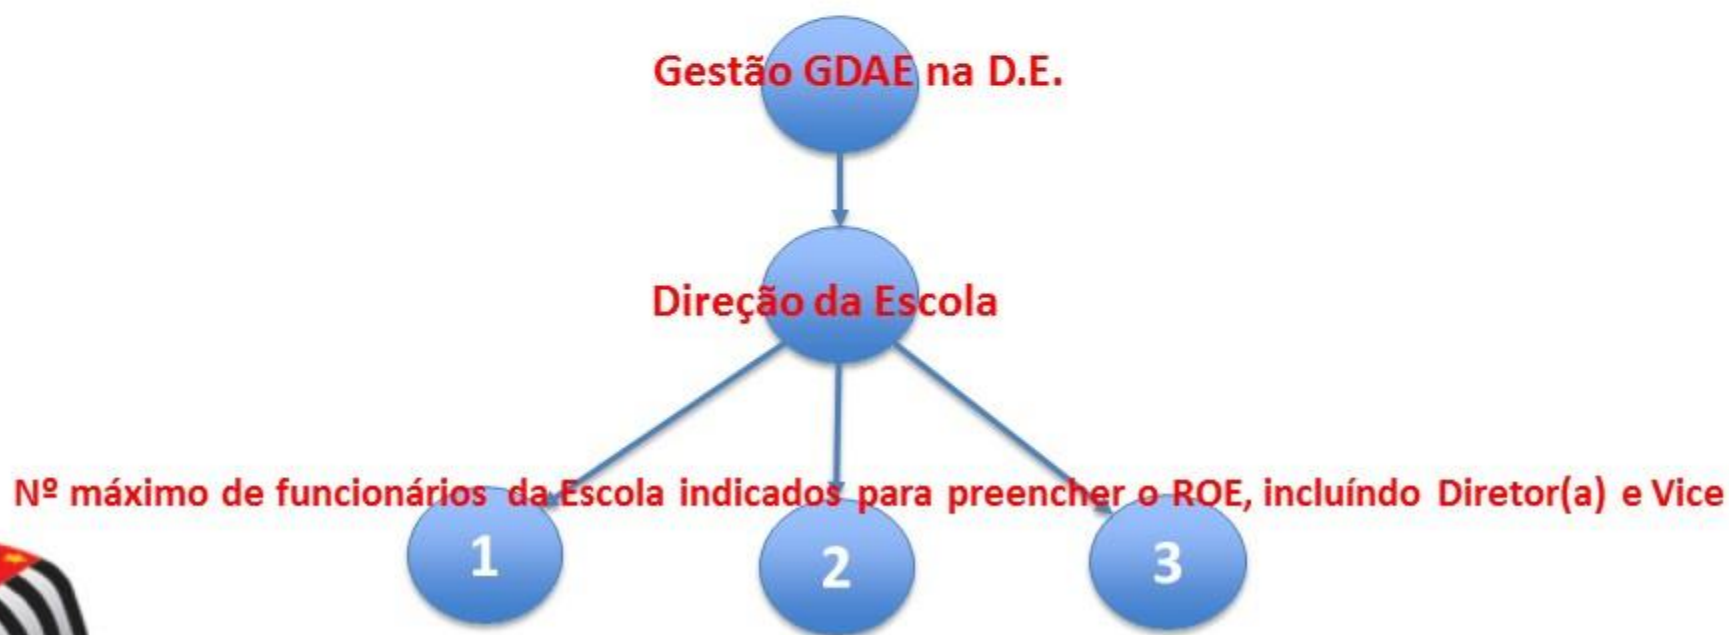 Gestão GDAE na D.E.
Direção da Escola
Nº máximo de funcionários da Escola indicados para preencher o ROE, incluíndo Diretor(a) e Vice
1 2 3